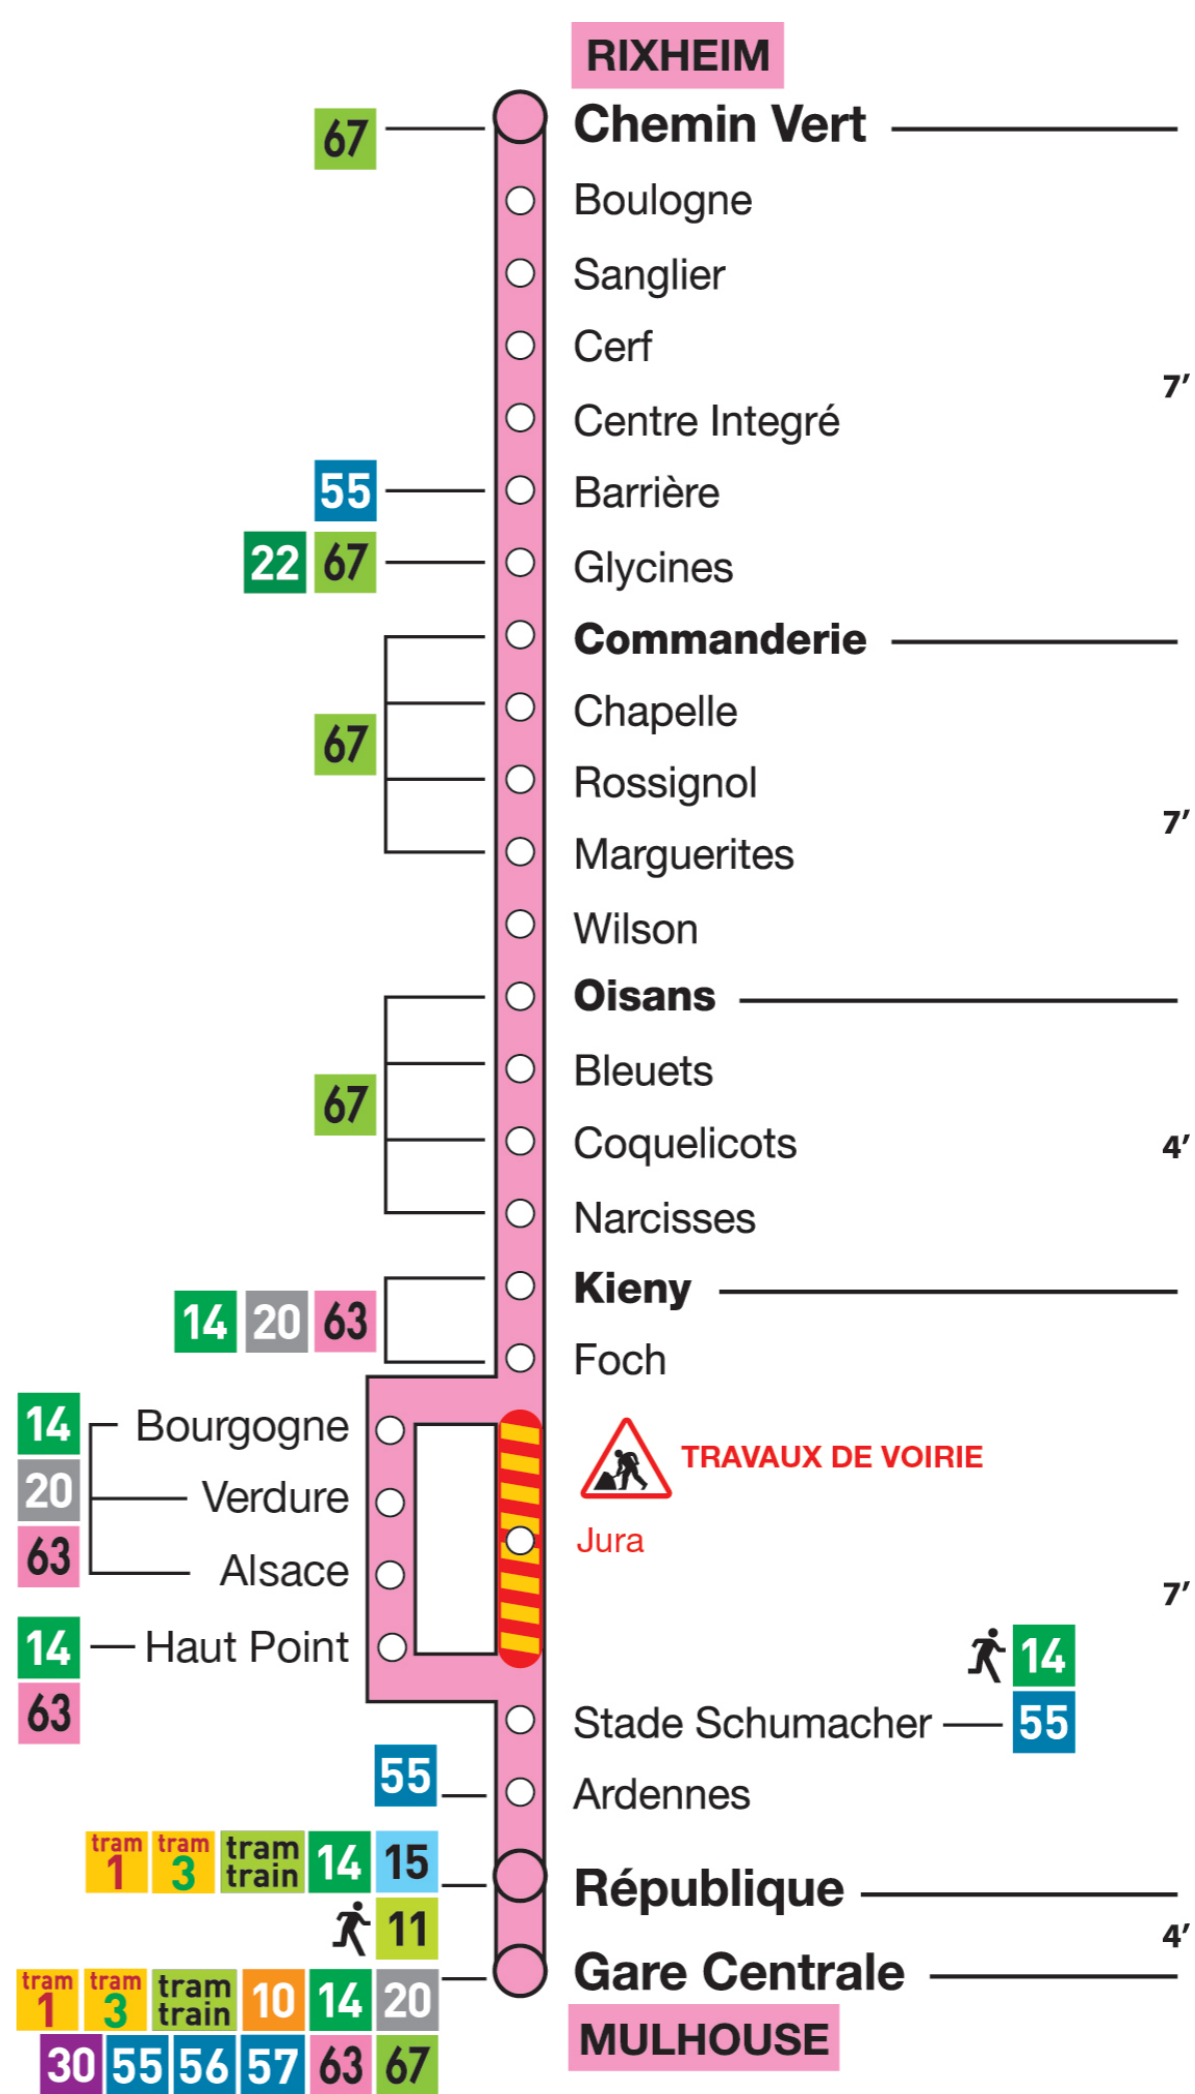 RIXHEIM
67 Chemin Vert
Boulogne
Sanglier
Cerf
7′
Centre Integré
55 Barrière
22 67 Glycines
Commanderie
Chapelle
67
Rossignol
7′
Marguerites
Wilson
Oisans
Bleuets
67
Coquelicots 4′
Narcisses
Kieny
14 20 63
Foch
14 Bourgogne
TRAVAUX DE VOIRIE
20 Verdure
Jura
63 Alsace
7′
14 Haut Point 14
63
Stade Schumacher 55
55 Ardennes
tram 1 tram 3 tram train 14 15
République
11 4′
Gare Centrale
tram 1 tram 3 tram train 10 14 20
MULHOUSE
30 55 56 57 63 67